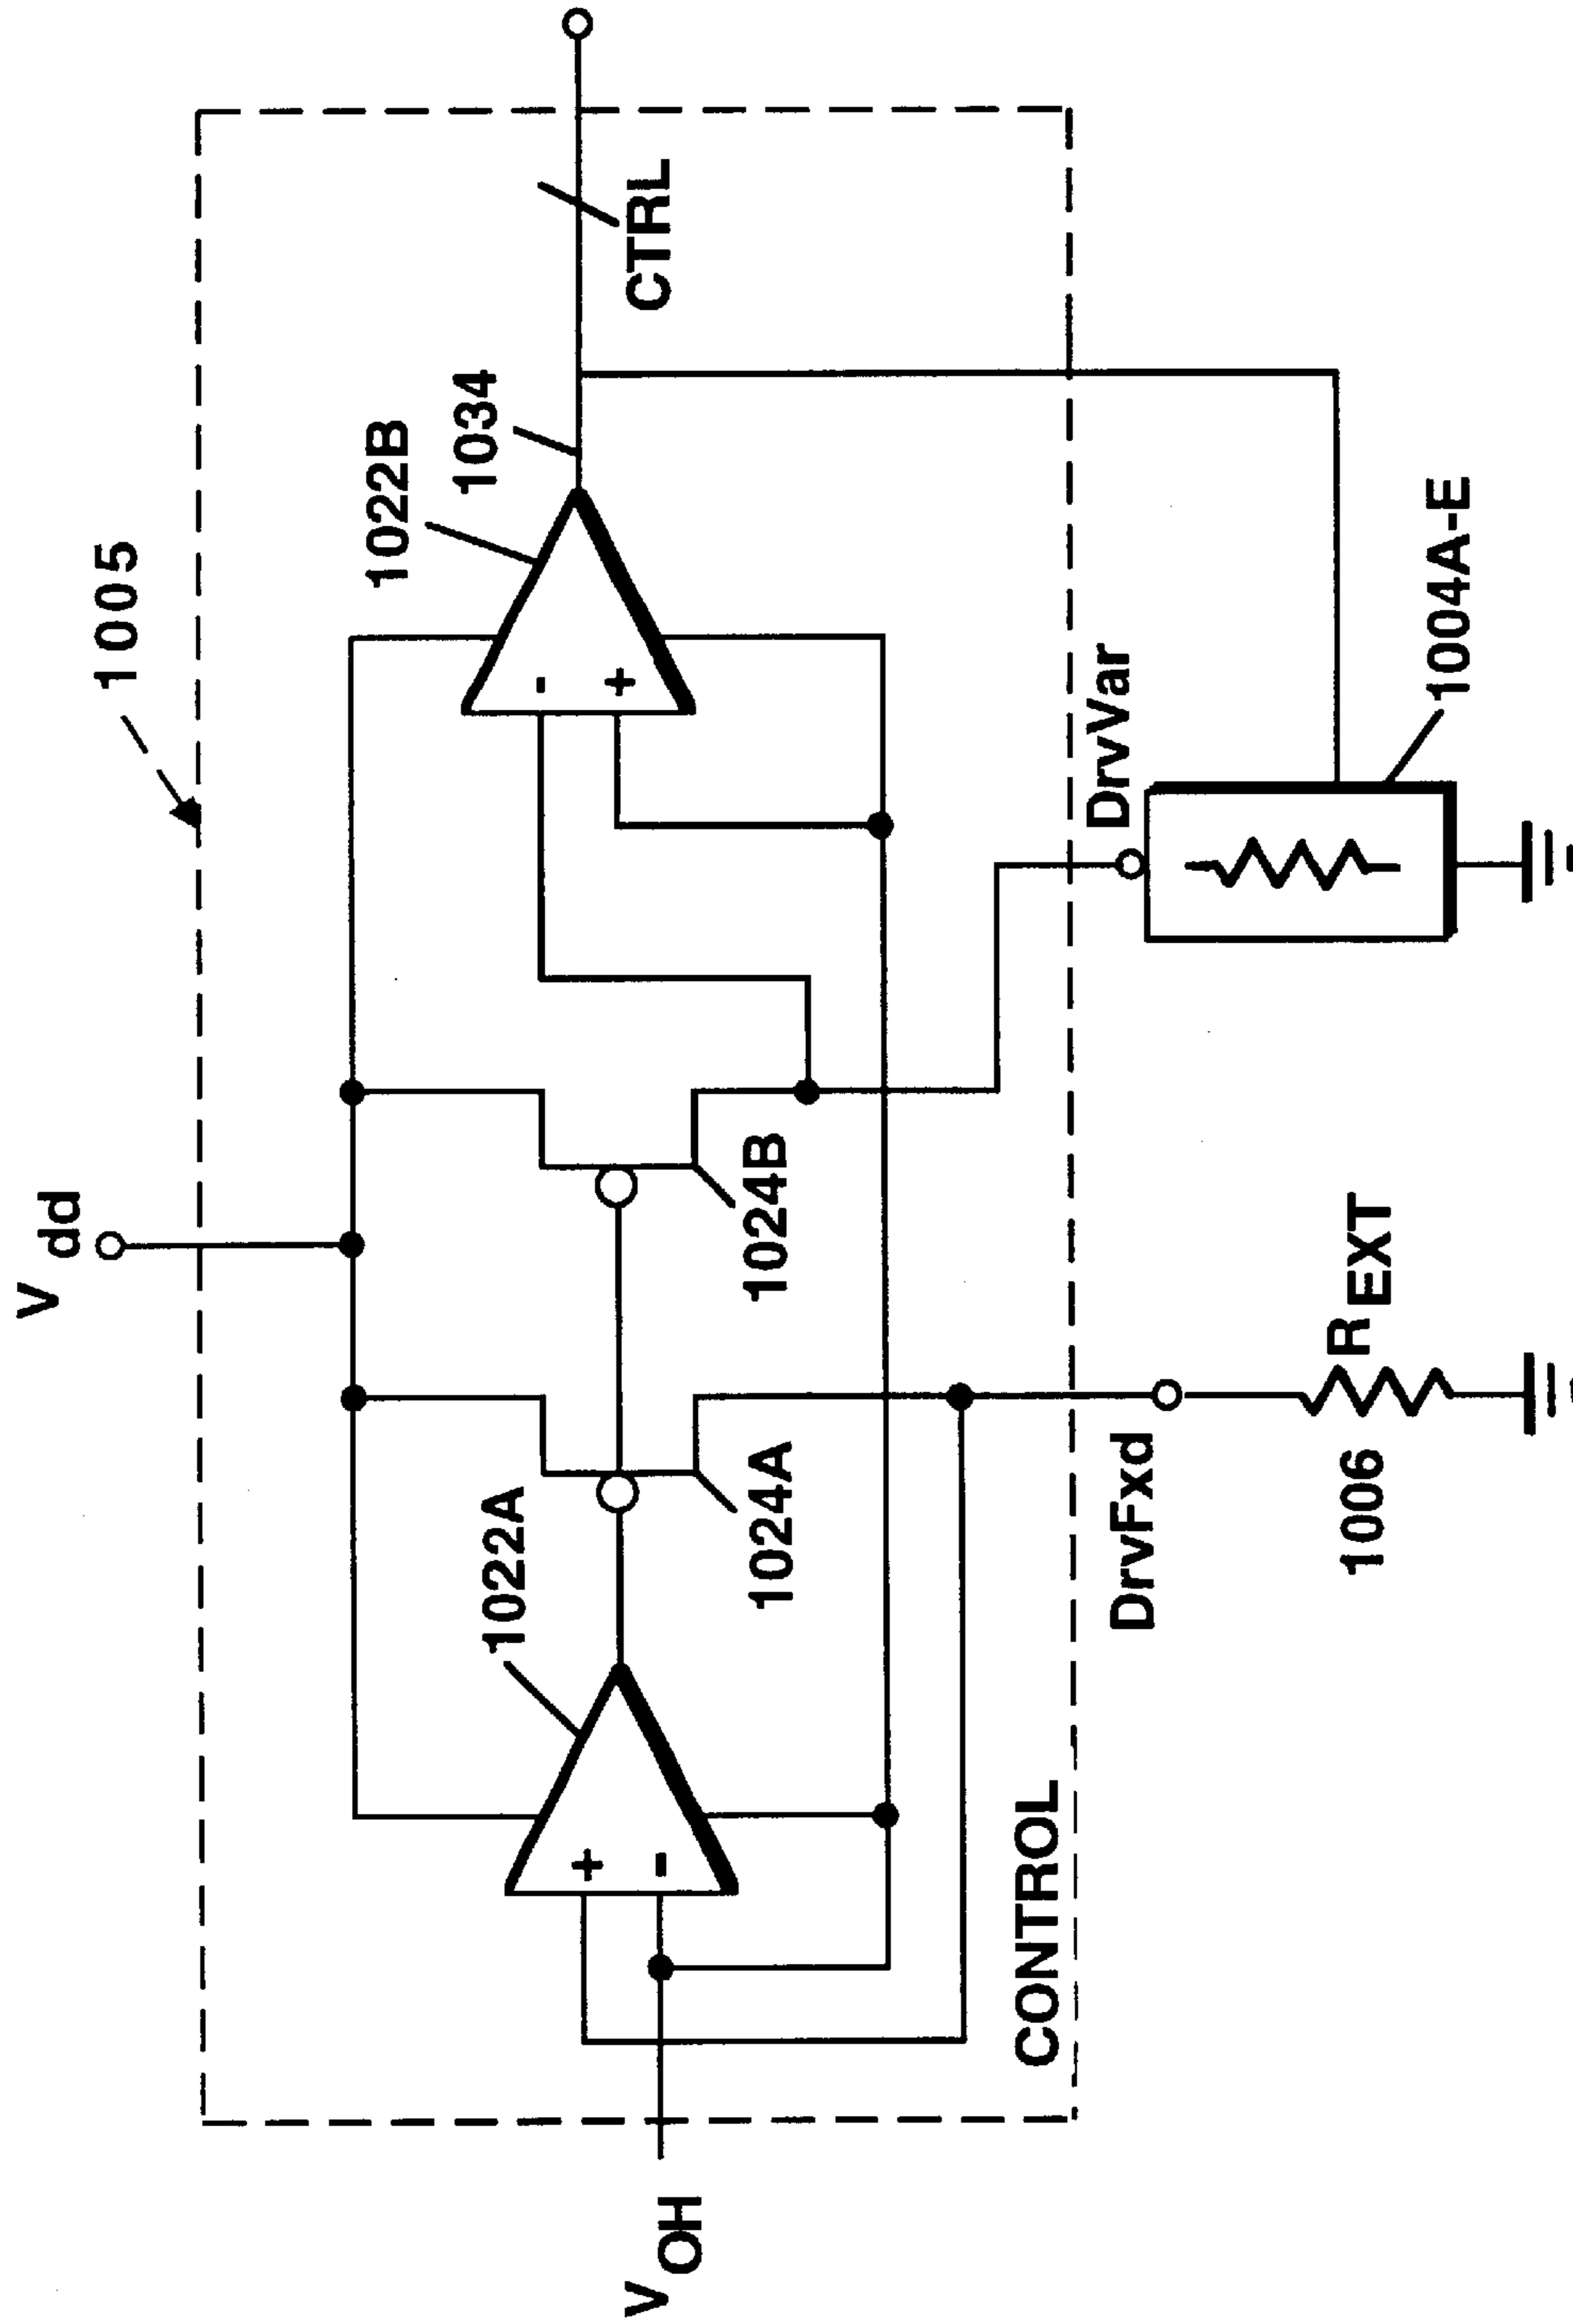 1005
V dd
1022A
1022B
1034
CTRL
1024A
1024B
V OH
CONTROL
DrvFxd
DrvVar
1006
R EXT
1004A-E
+
-
-
+